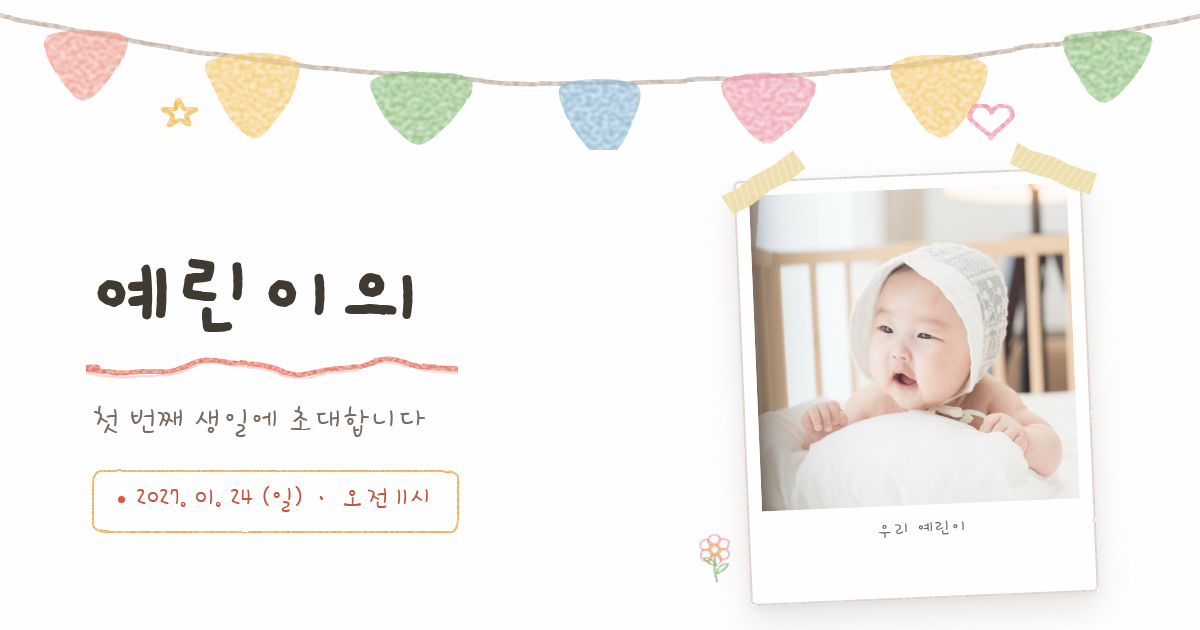 예린이의
첫 번째 생일에 초대합니다
2027. 01. 24 (일) · 오전 11시
우리 예린이